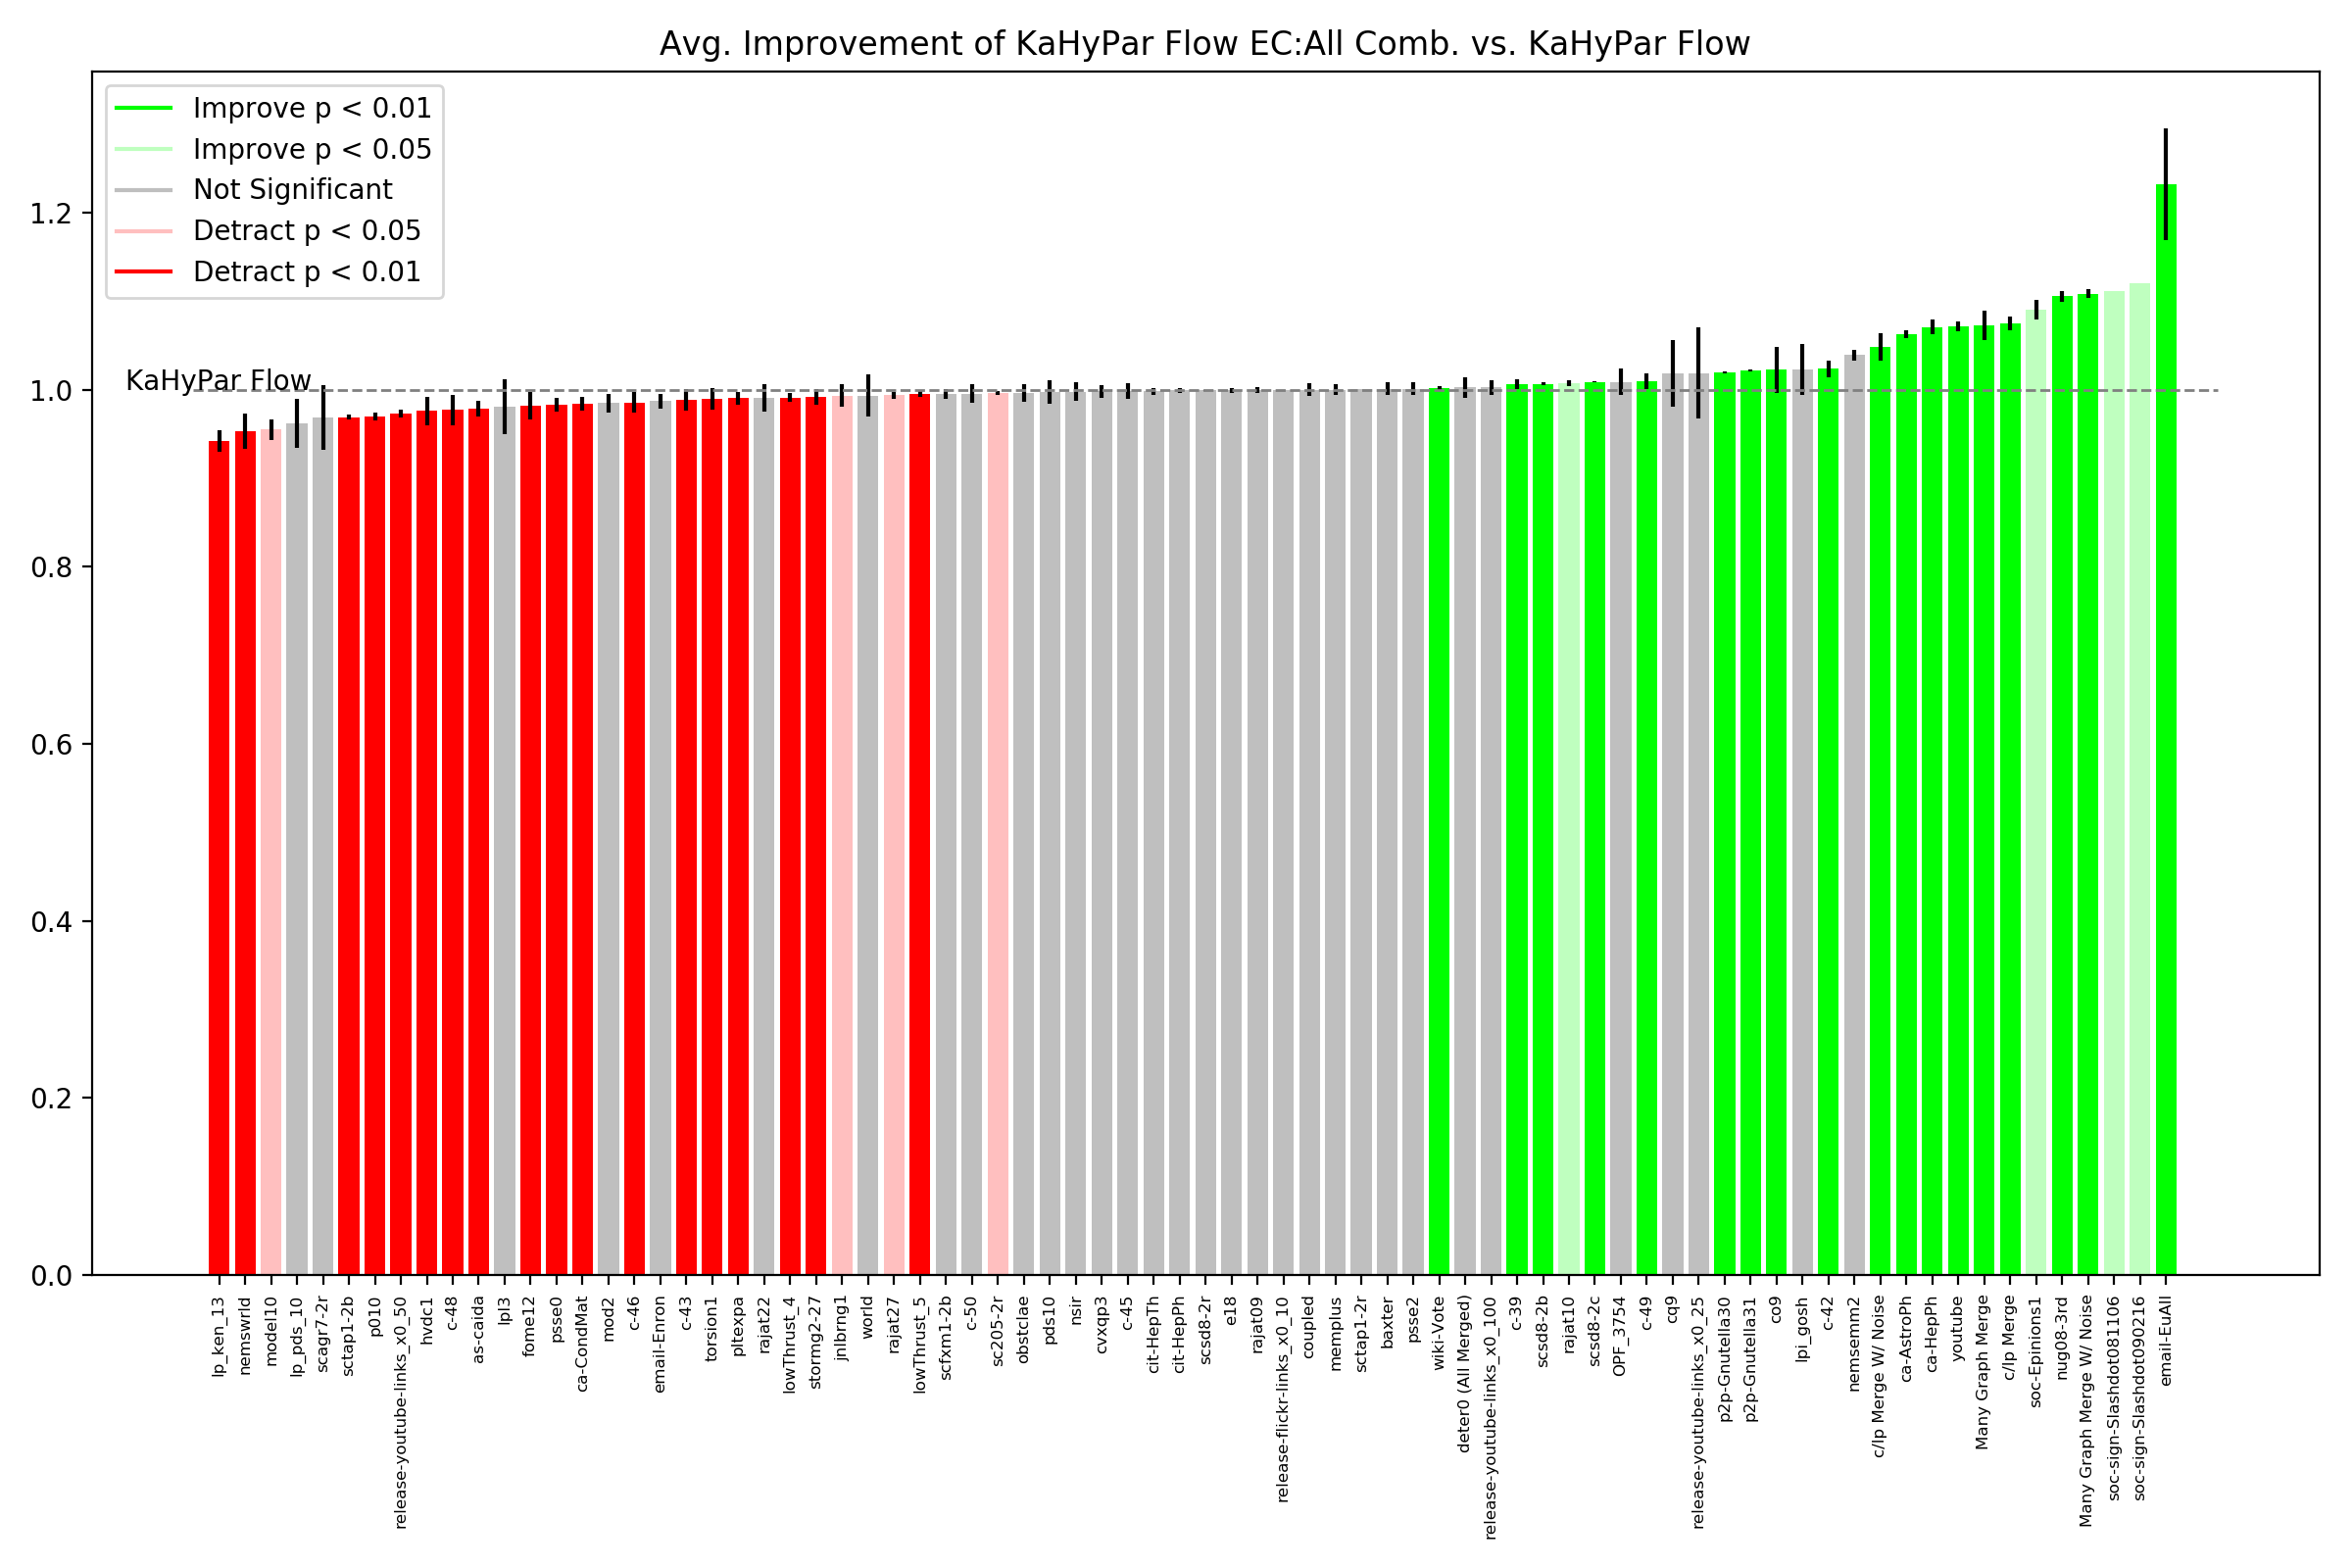 Avg. Improvement of KaHyPar Flow EC:All Comb. vs. KaHyPar Flow
Improve p < 0.01
Improve p < 0.05
Not Significant
Detract p < 0.05
Detract p < 0.01
1.2
1.0
0.8
0.6
0.4
0.2
0.0
KaHyPar Flow
lp_ken_13
nemswrld
model10
lp_pds_10
scagr7-2r
sctap1-2b
p010
release-youtube-links_x0_50
hvdc1
c-48
as-caida
lpl3
fome12
psse0
ca-CondMat
mod2
c-46
email-Enron
c-43
torsion1
pltexpa
rajat22
lowThrust_4
stormg2-27
jnlbrng1
world
rajat27
lowThrust_5
scfxm1-2b
c-50
sc205-2r
obstclae
pds10
nsir
cvxqp3
c-45
cit-HepTh
cit-HepPh
scsd8-2r
e18
rajat09
release-flickr-links_x0_10
coupled
memplus
sctap1-2r
baxter
psse2
wiki-Vote
deter0 (All Merged)
release-youtube-links_x0_100
c-39
scsd8-2b
rajat10
scsd8-2c
OPF_3754
c-49
cq9
release-youtube-links_x0_25
p2p-Gnutella30
p2p-Gnutella31
co9
lpi_gosh
c-42
nemsemm2
c/lp Merge W/ Noise
ca-AstroPh
ca-HepPh
youtube
Many Graph Merge
c/lp Merge
soc-Epinions1
nug08-3rd
Many Graph Merge W/ Noise
soc-sign-Slashdot081106
soc-sign-Slashdot090216
email-EuAll